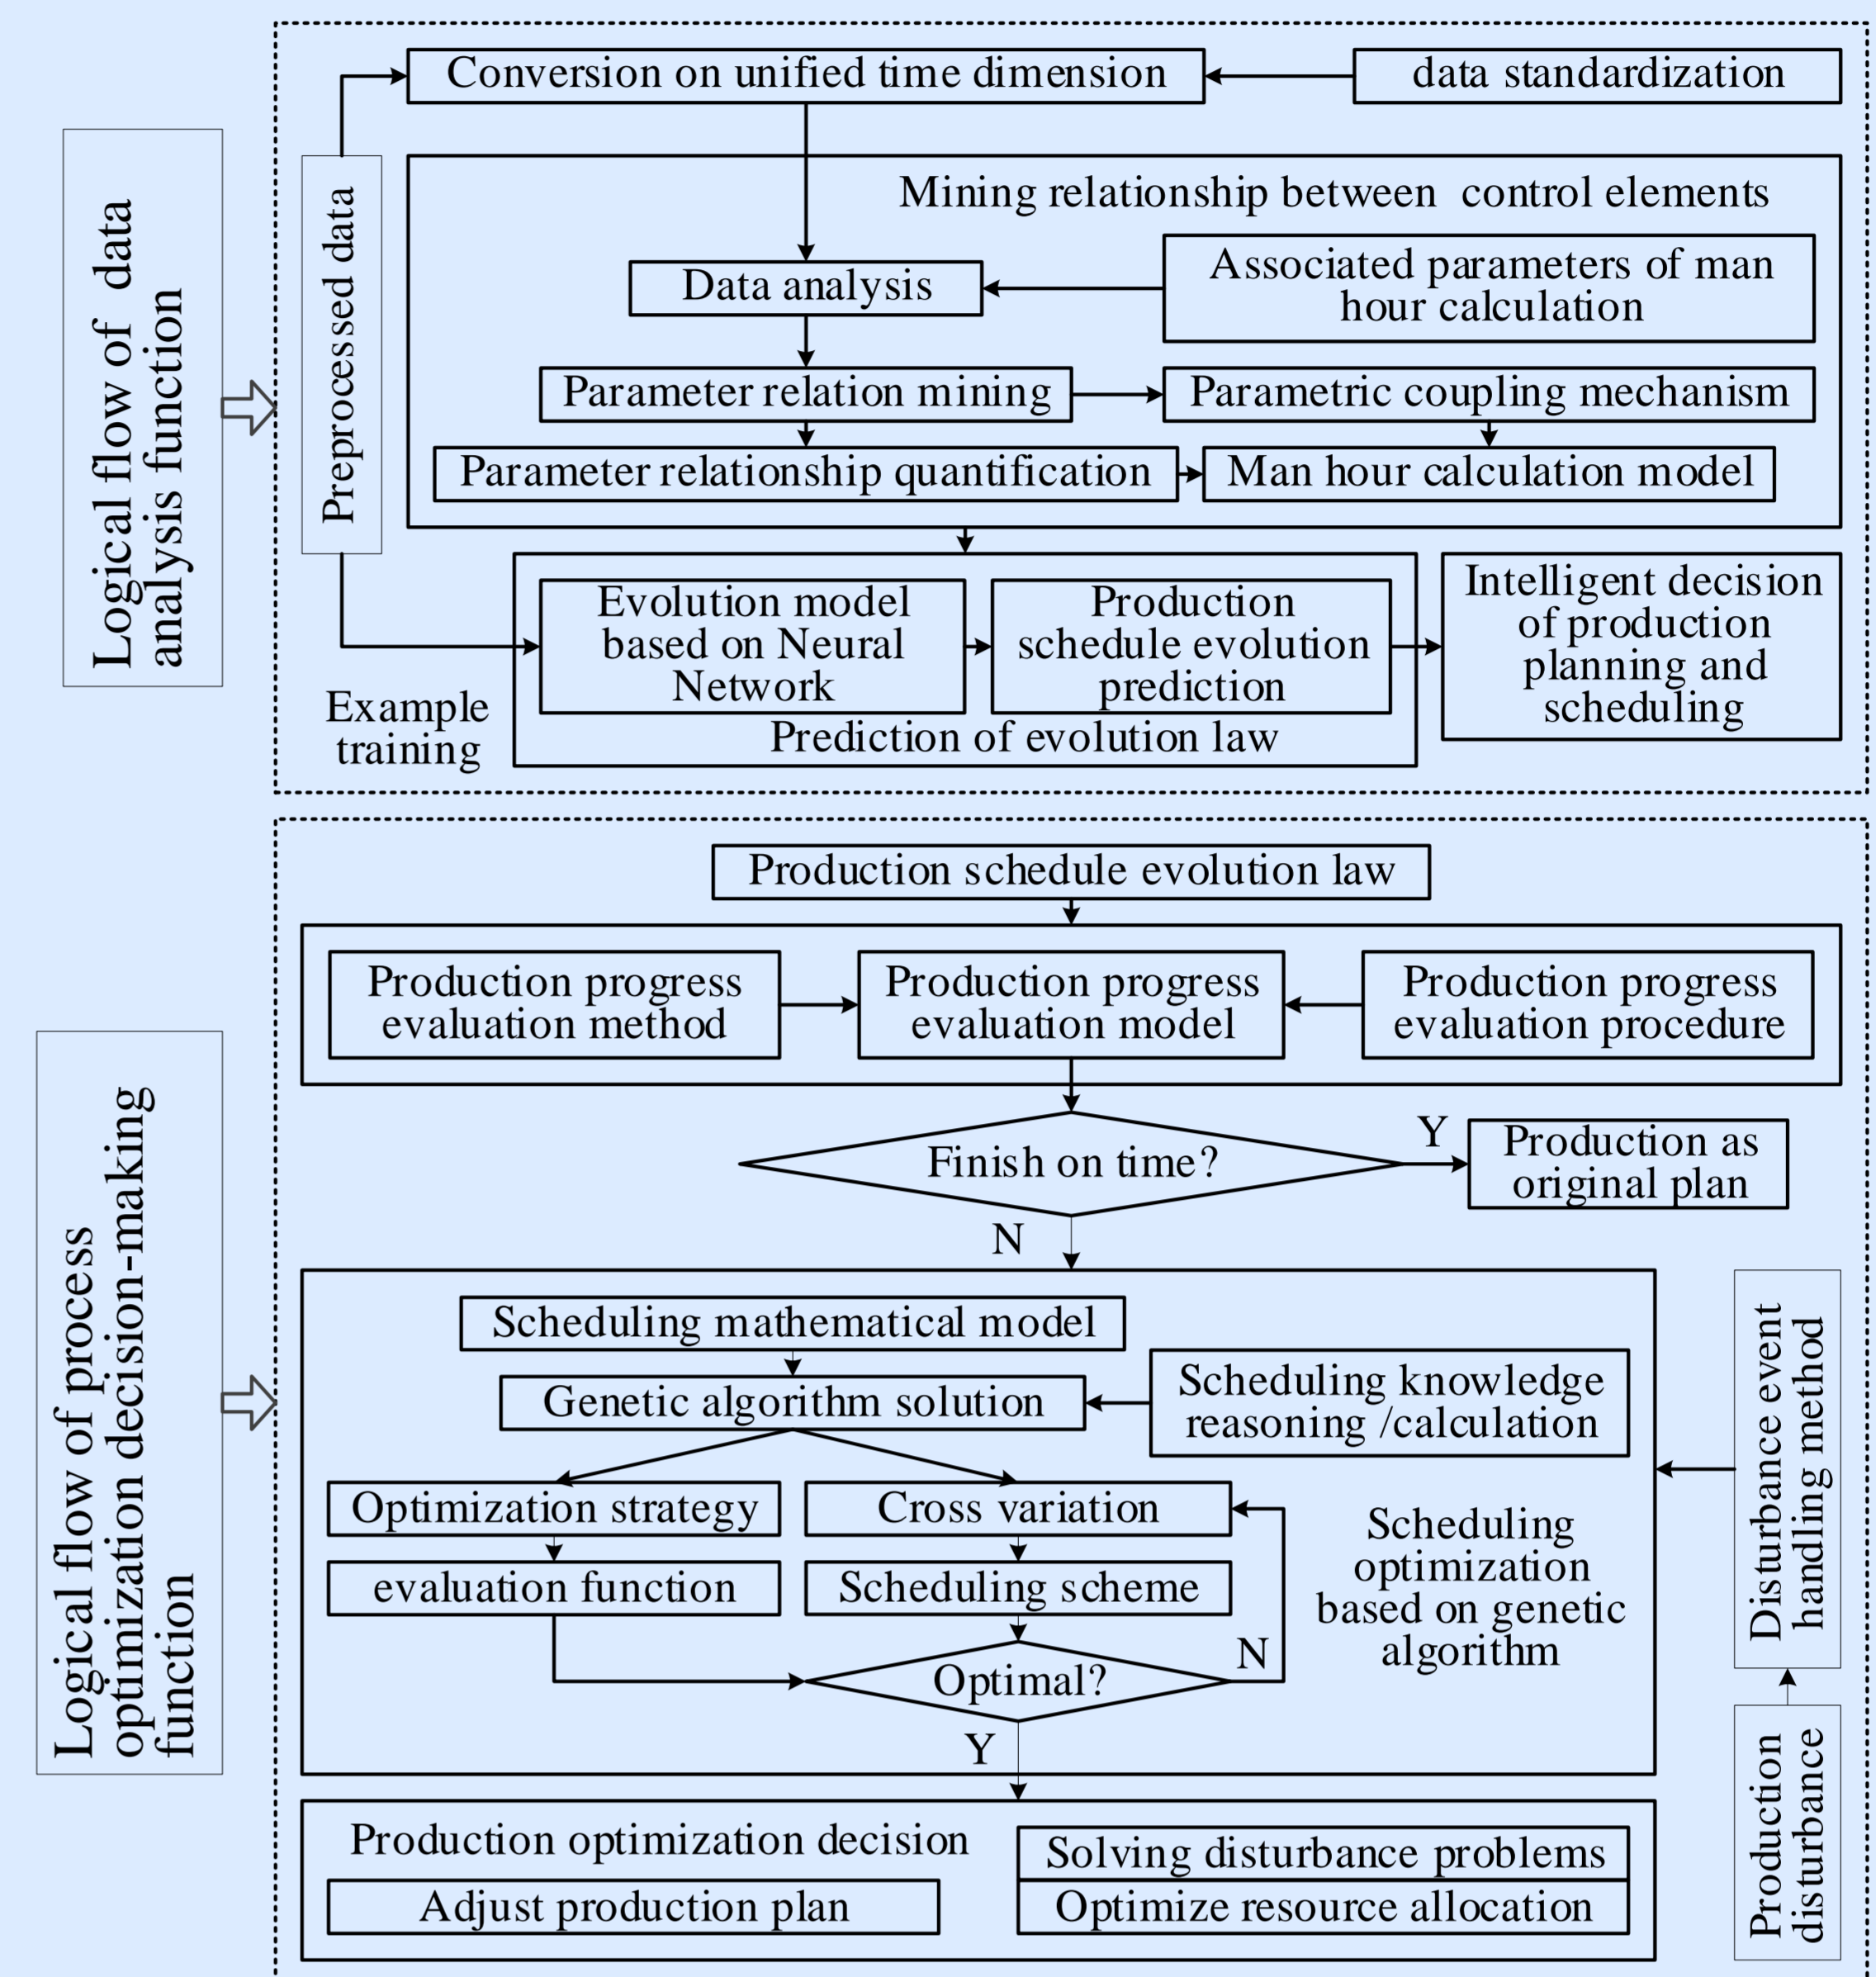 Logical flow of data
analysis function
Conversion on unified time dimension
data standardization
Preprocessed data
Mining relationship between control elements
Data analysis
Associated parameters of man
hour calculation
Parameter relation mining
Parametric coupling mechanism
Parameter relationship quantification
Man hour calculation model
Evolution model
based on Neural
Network
Production
schedule evolution
prediction
Intelligent decision
of production
planning and
scheduling
Example
training
Prediction of evolution law
Logical flow of process
optimization decision-making
function
Production schedule evolution law
Production progress
evaluation method
Production progress
evaluation model
Production progress
evaluation procedure
Finish on time?
Y
Production as
original plan
N
Scheduling mathematical model
Genetic algorithm solution
Scheduling knowledge
reasoning /calculation
Optimization strategy
Cross variation
evaluation function
Scheduling scheme
Scheduling
optimization
based on genetic
algorithm
Optimal?
N
Y
Disturbance event
handling method
Production
disturbance
Production optimization decision
Adjust production plan
Solving disturbance problems
Optimize resource allocation